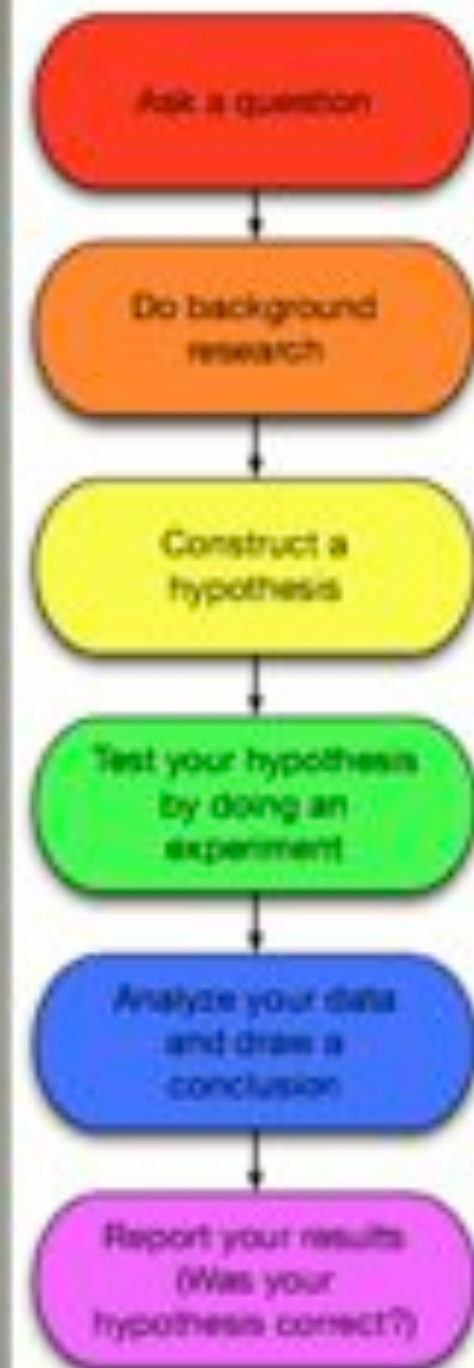 Ask a question
Do background
research
Construct a
hypothesis
Test your hypothesis
by doing an
experiment
Analyze your data
and draw a
conclusion
Report your results
(Was your
hypothesis correct?)